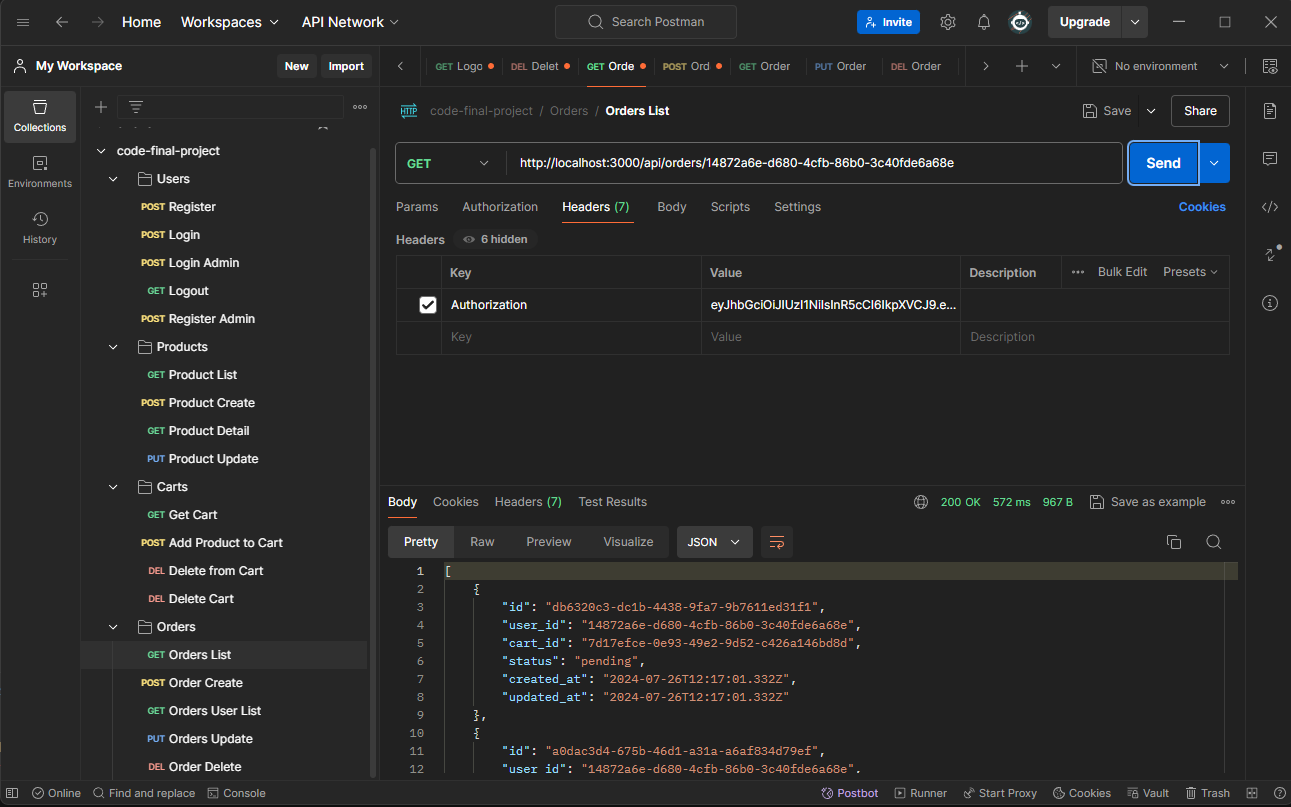 Home Workspaces API Network Search Postman Invite Upgrade
My Workspace New Import GET Logo DEL Delet GET Orde POST Ord GET Order PUT Order DEL Order No environment
Collections
Environments
History
code-final-project
Users
POST Register
POST Login
POST Login Admin
GET Logout
POST Register Admin
Products
GET Product List
POST Product Create
GET Product Detail
PUT Product Update
Carts
GET Get Cart
POST Add Product to Cart
DEL Delete from Cart
DEL Delete Cart
Orders
GET Orders List
POST Order Create
GET Orders User List
PUT Orders Update
DEL Order Delete
HTTP code-final-project / Orders / Orders List Save Share
GET http://localhost:3000/api/orders/14872a6e-d680-4cfb-86b0-3c40fde6a68e Send
Params Authorization Headers (7) Body Scripts Settings Cookies
Headers 6 hidden
Key Value Description Bulk Edit Presets
Authorization eyJhbGciOiJIUzI1NiIsInR5cCI6IkpXVCJ9.e...
Key Value Description
Body Cookies Headers (7) Test Results 200 OK 572 ms 967 B Save as example
Pretty Raw Preview Visualize JSON
1 [
2 {
3 "id": "db6320c3-dc1b-4438-9fa7-9b7611ed31f1",
4 "user_id": "14872a6e-d680-4cfb-86b0-3c40fde6a68e",
5 "cart_id": "7d17efce-0e93-49e2-9d52-c426a146bd8d",
6 "status": "pending",
7 "created_at": "2024-07-26T12:17:01.332Z",
8 "updated_at": "2024-07-26T12:17:01.332Z"
9 },
10 {
11 "id": "a0dac3d4-675b-46d1-a31a-a6af834d79ef",
12 "user_id": "14872a6e-d680-4cfb-86b0-3c40fde6a68e",
Online Find and replace Console Postbot Runner Start Proxy Cookies Vault Trash